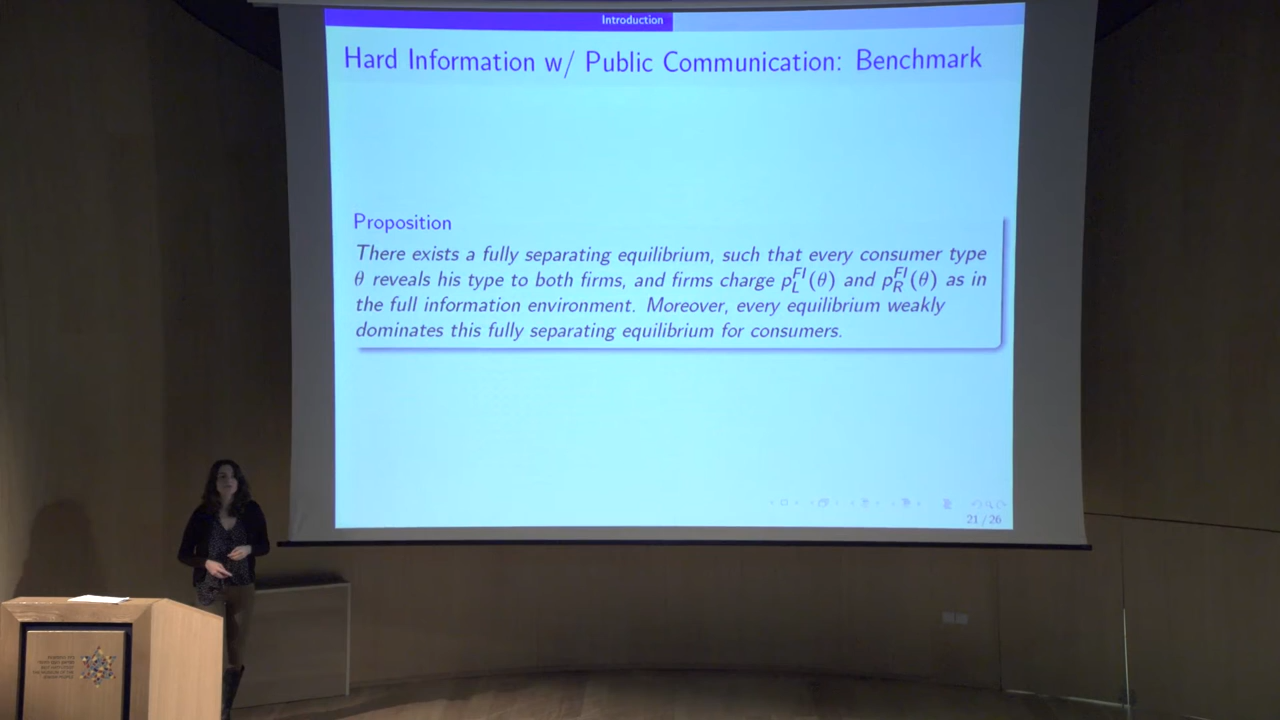 Introduction
Hard Information w/ Public Communication: Benchmark
Proposition
There exists a fully separating equilibrium, such that every consumer type
θ reveals his type to both firms, and firms charge p_L^{FI}(θ) and p_R^{FI}(θ) as in
the full information environment. Moreover, every equilibrium weakly
dominates this fully separating equilibrium for consumers.
21 / 26